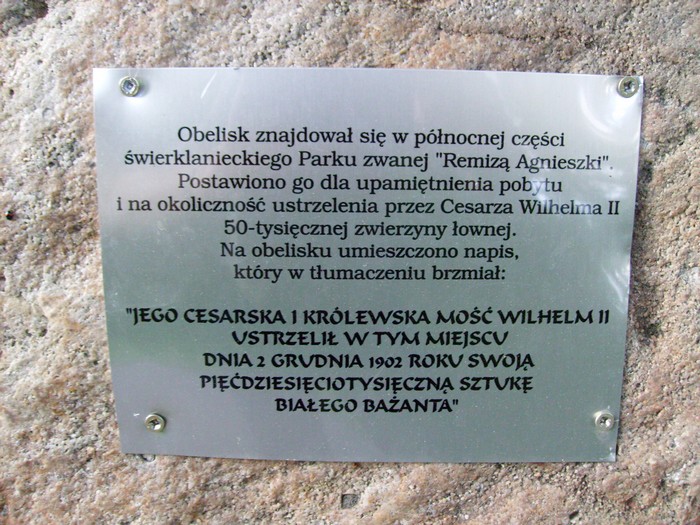 Obelisk znajdował się w północnej części
świerklanieckiego Parku zwanej "Remizą Agnieszki".
Postawiono go dla upamiętnienia pobytu
i na okoliczność ustrzelenia przez Cesarza Wilhelma II
50-tysięcznej zwierzyny łownej.
Na obelisku umieszczono napis,
który w tłumaczeniu brzmiał:
"JEGO CESARSKA I KRÓLEWSKA MOŚĆ WILHELM II
USTRZELIŁ W TYM MIEJSCU
DNIA 2 GRUDNIA 1902 ROKU SWOJĄ
PIĘĆDZIESIĘCIOTYSIĘCZNĄ SZTUKĘ
BIAŁEGO BAŻANTA"